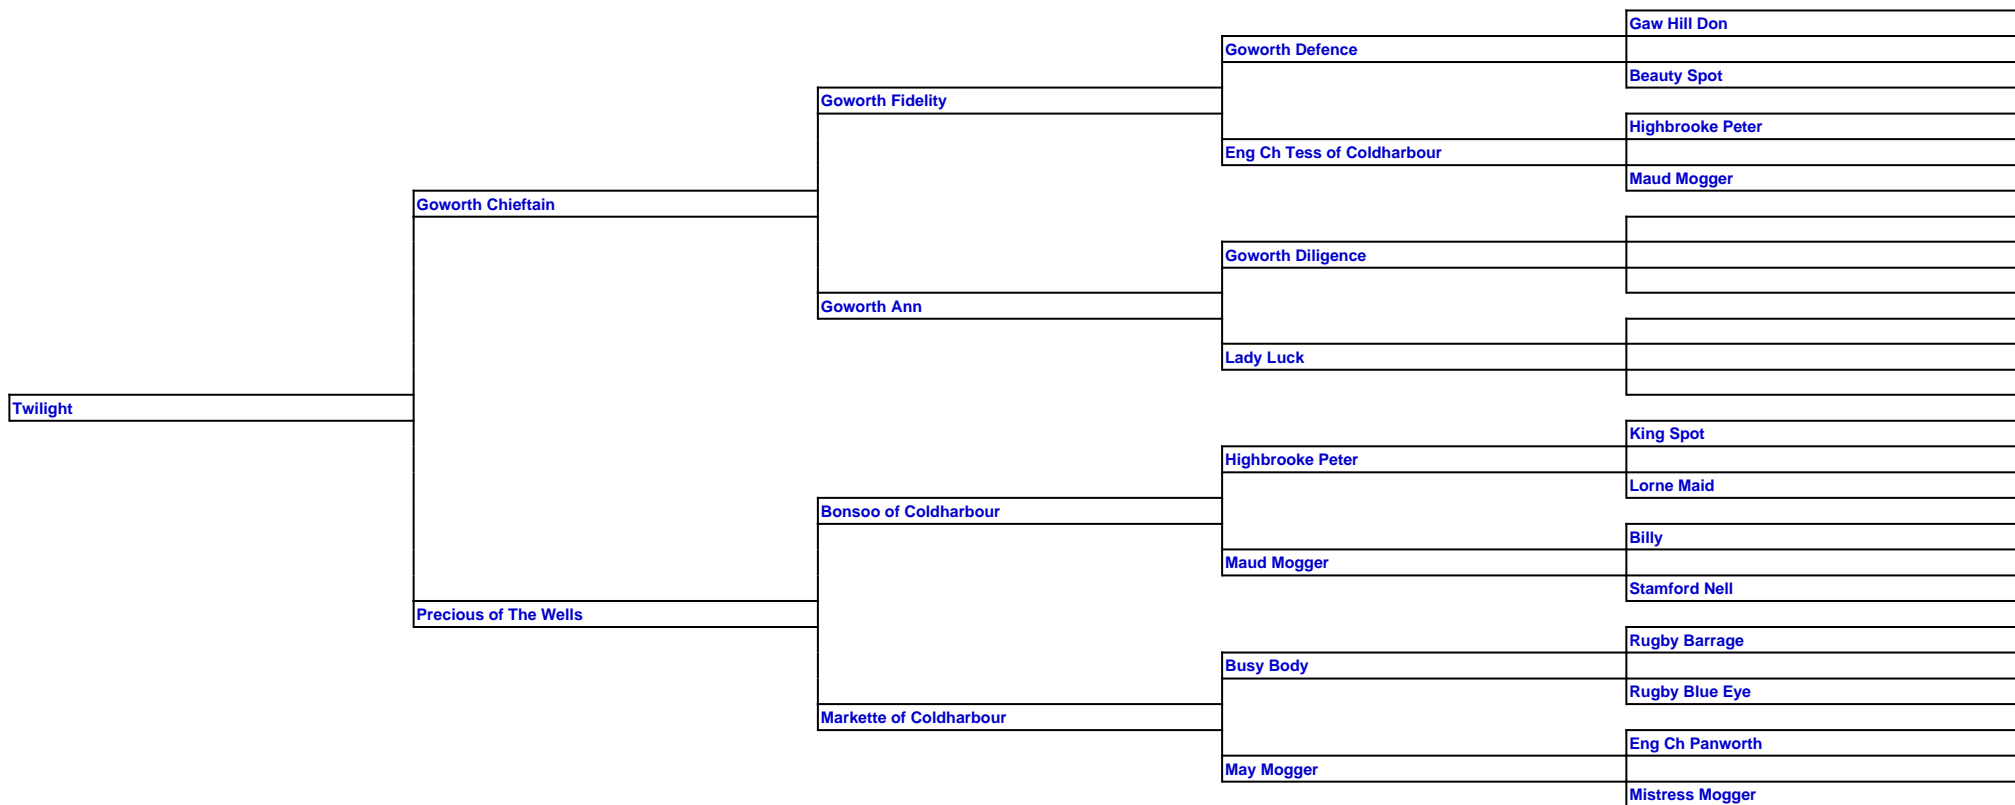 Gaw Hill Don
Goworth Defence
Beauty Spot
Goworth Fidelity
Highbrooke Peter
Eng Ch Tess of Coldharbour
Maud Mogger
Goworth Chieftain
Goworth Diligence
Goworth Ann
Lady Luck
Twilight
King Spot
Highbrooke Peter
Lorne Maid
Bonsoo of Coldharbour
Billy
Maud Mogger
Stamford Nell
Precious of The Wells
Rugby Barrage
Busy Body
Rugby Blue Eye
Markette of Coldharbour
Eng Ch Panworth
May Mogger
Mistress Mogger